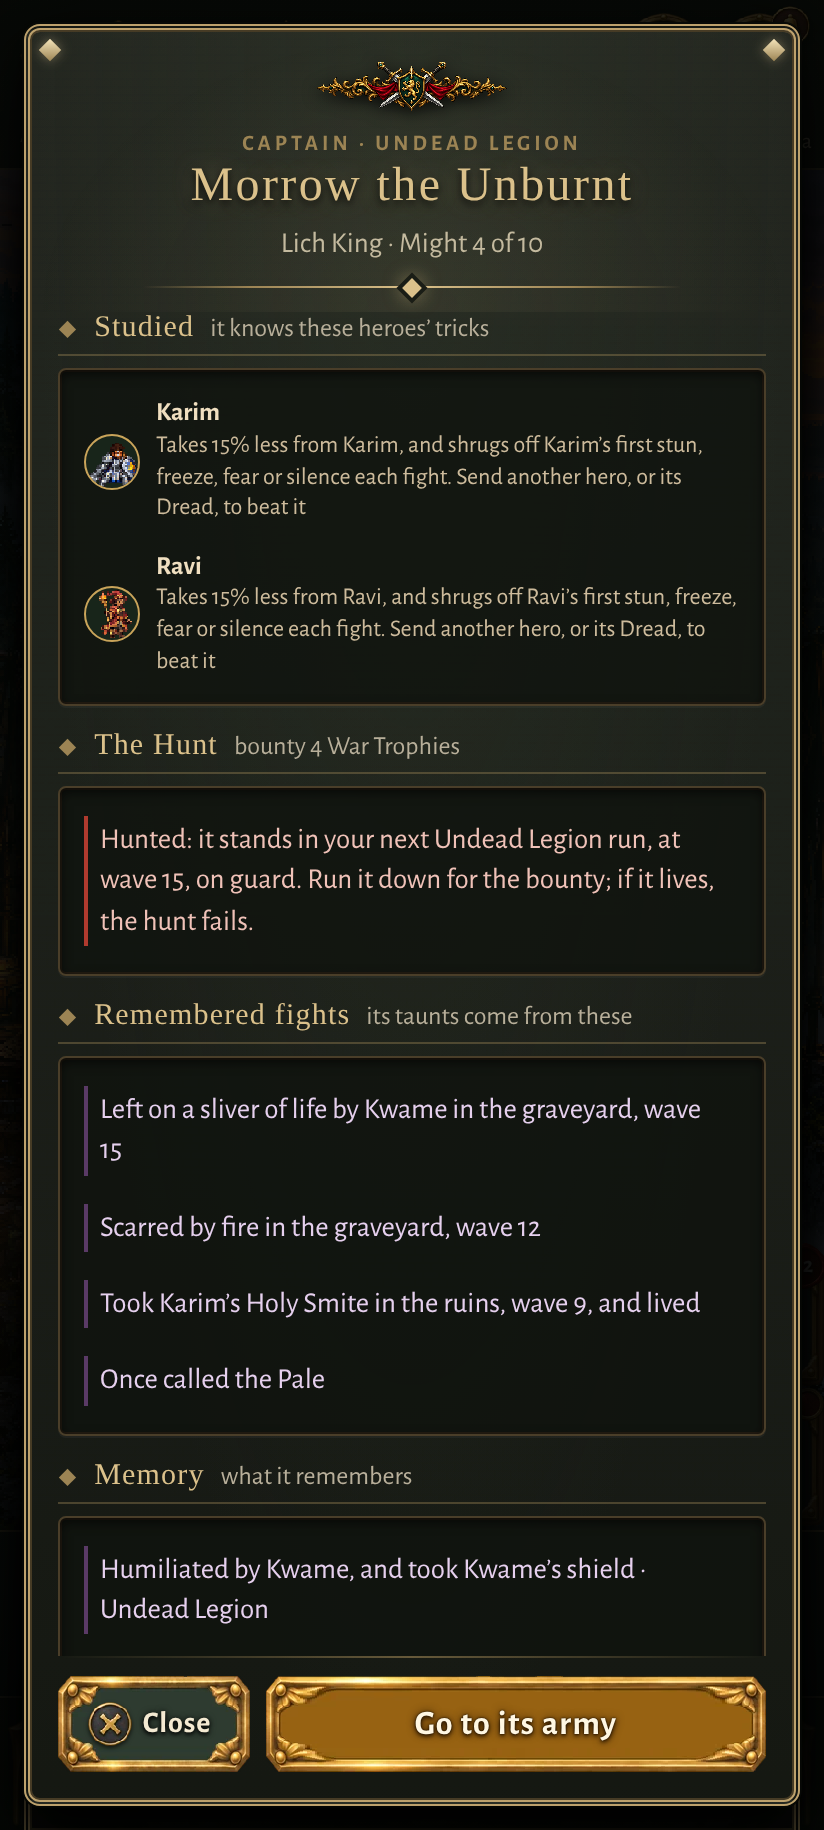 CAPTAIN · UNDEAD LEGION
Morrow the Unburnt
Lich King · Might 4 of 10
Studied it knows these heroes’ tricks
Karim
Takes 15% less from Karim, and shrugs off Karim’s first stun,
freeze, fear or silence each fight. Send another hero, or its
Dread, to beat it
Ravi
Takes 15% less from Ravi, and shrugs off Ravi’s first stun, freeze,
fear or silence each fight. Send another hero, or its Dread, to
beat it
The Hunt bounty 4 War Trophies
Hunted: it stands in your next Undead Legion run, at
wave 15, on guard. Run it down for the bounty; if it lives,
the hunt fails.
Remembered fights its taunts come from these
Left on a sliver of life by Kwame in the graveyard, wave
15
Scarred by fire in the graveyard, wave 12
Took Karim’s Holy Smite in the ruins, wave 9, and lived
Once called the Pale
Memory what it remembers
Humiliated by Kwame, and took Kwame’s shield ·
Undead Legion
Close
Go to its army